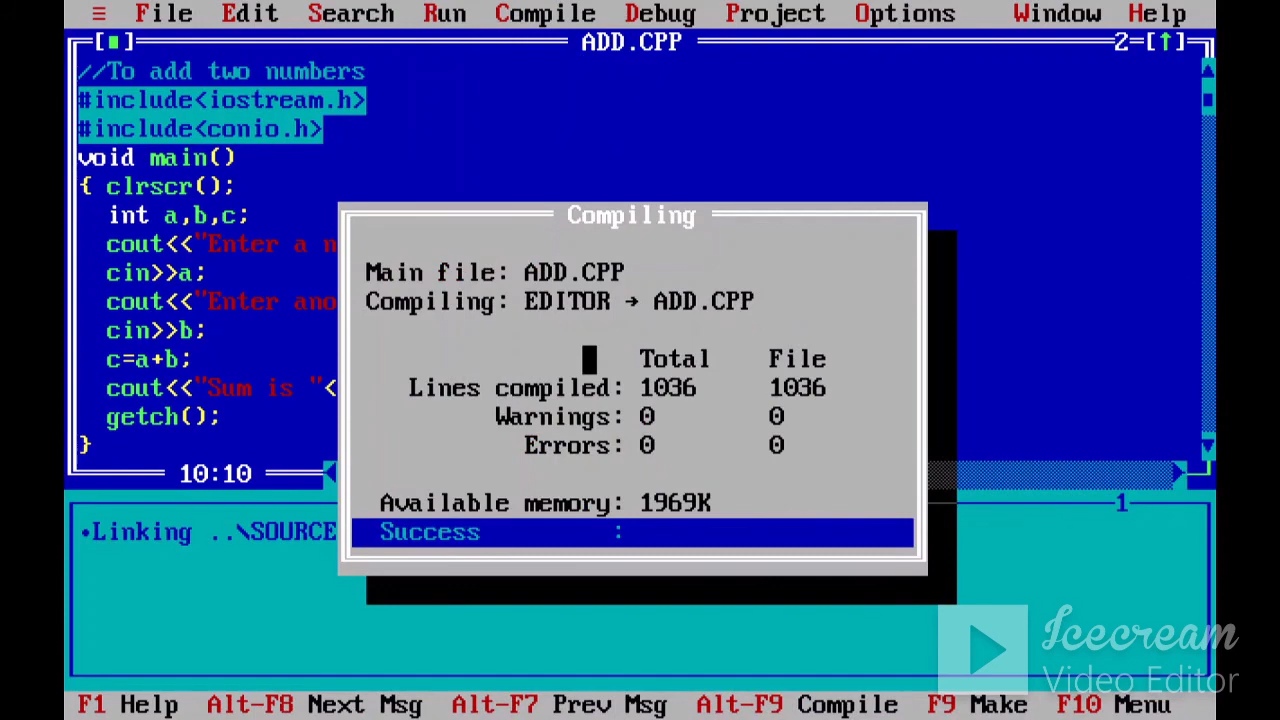 ≡ File Edit Search Run Compile Debug Project Options Window Help
[■] ADD.CPP 2=[↑]
//To add two numbers
#include<iostream.h>
#include<conio.h>
void main()
{ clrscr();
int a,b,c;
cout<<"Enter a n
cin>>a;
cout<<"Enter ano
cin>>b;
c=a+b;
cout<<"Sum is "<
getch();
}
10:10
Compiling
Main file: ADD.CPP
Compiling: EDITOR → ADD.CPP
Total File
Lines compiled: 1036 1036
Warnings: 0 0
Errors: 0 0
Available memory: 1969K
Success :
1
•Linking ..\SOURCE
Icecream
Video Editor
F1 Help Alt-F8 Next Msg Alt-F7 Prev Msg Alt-F9 Compile F9 Make F10 Menu